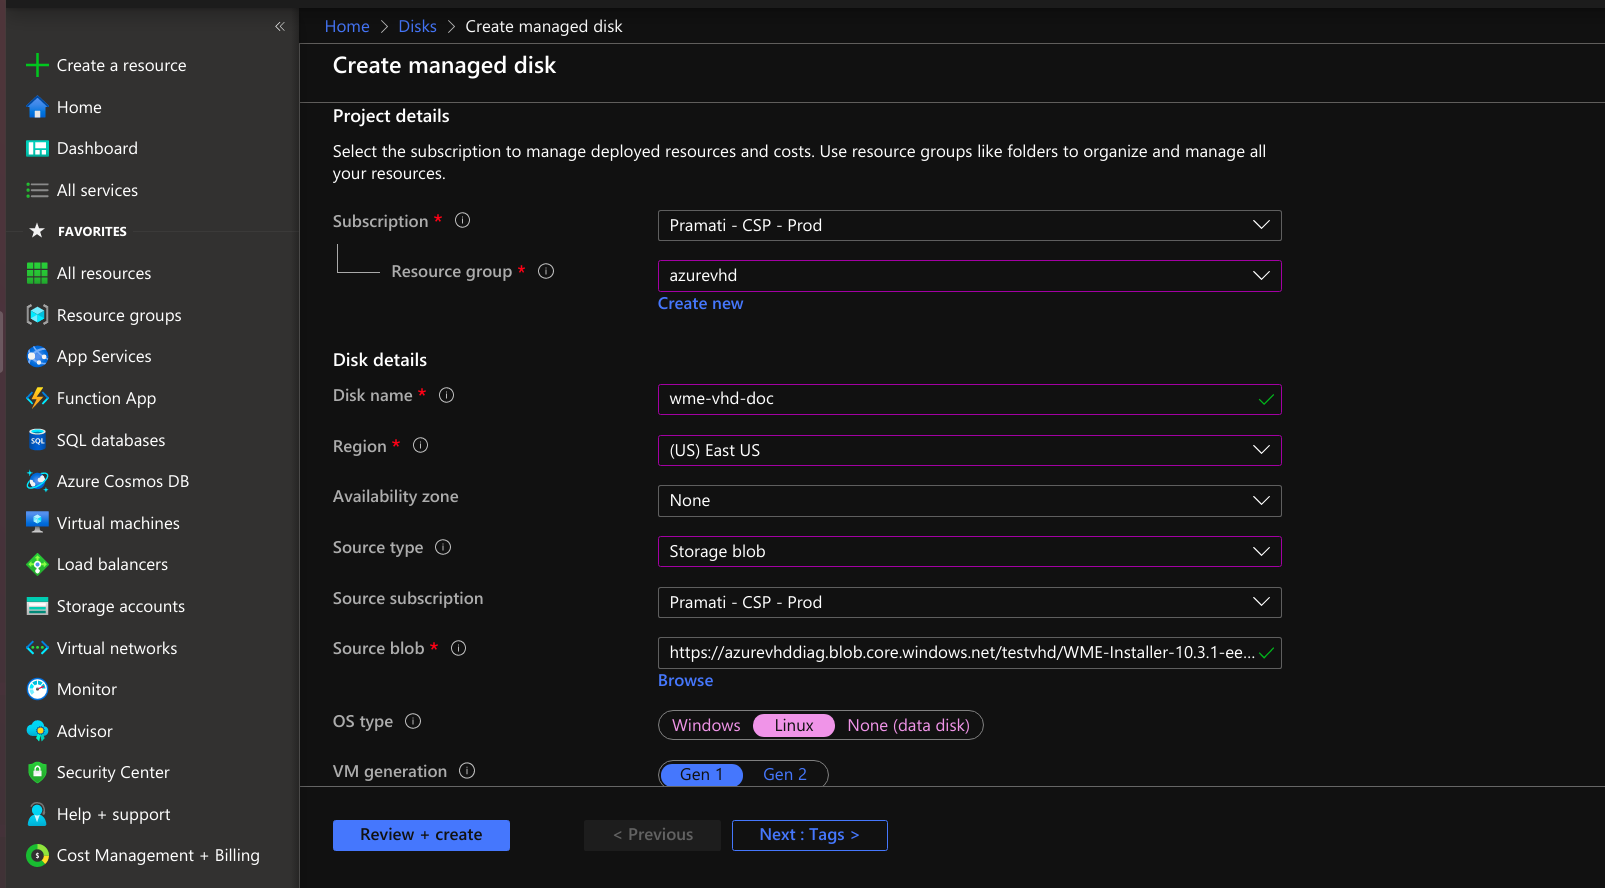 «
Create a resource
Home
Dashboard
All services
FAVORITES
All resources
Resource groups
App Services
Function App
SQL
SQL databases
Azure Cosmos DB
Virtual machines
Load balancers
Storage accounts
Virtual networks
Monitor
Advisor
Security Center
Help + support
$
Cost Management + Billing
Home > Disks > Create managed disk
Create managed disk
Project details
Select the subscription to manage deployed resources and costs. Use resource groups like folders to organize and manage all
your resources.
Subscription * i
Pramati - CSP - Prod
Resource group * i
azurevhd
Create new
Disk details
Disk name * i
wme-vhd-doc
Region * i
(US) East US
Availability zone
None
Source type i
Storage blob
Source subscription
Pramati - CSP - Prod
Source blob * i
https://azurevhddiag.blob.core.windows.net/testvhd/WME-Installer-10.3.1-ee...
Browse
OS type i
Windows Linux None (data disk)
VM generation i
Gen 1 Gen 2
Review + create
< Previous
Next : Tags >